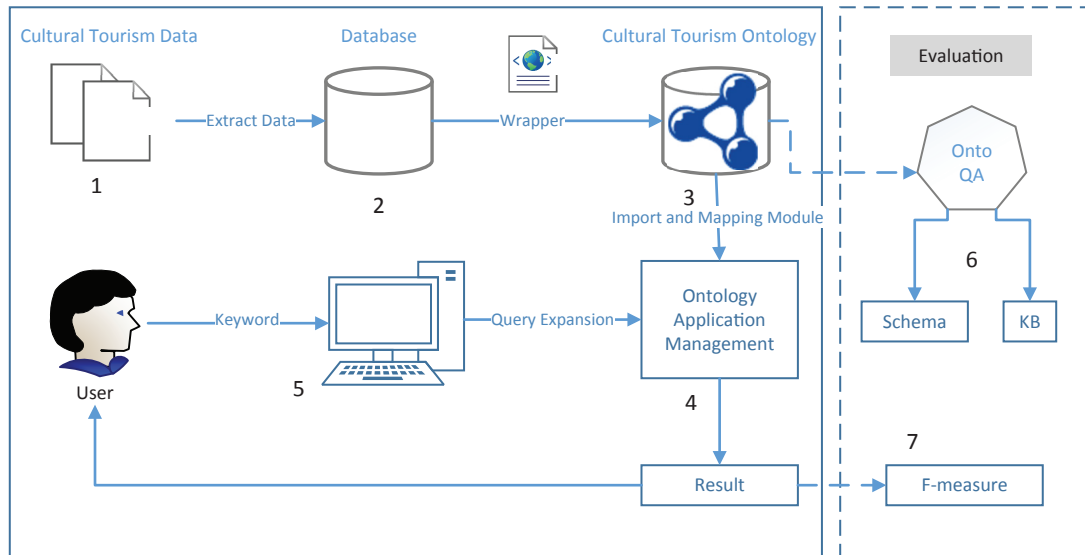 Cultural Tourism Data
Database
Cultural Tourism Ontology
Evaluation
Extract Data
Wrapper
Onto
QA
1
2
3
Import and Mapping Module
6
Schema
KB
Keyword
Query Expansion
Ontology
Application
Management
User
5
4
7
Result
F-measure